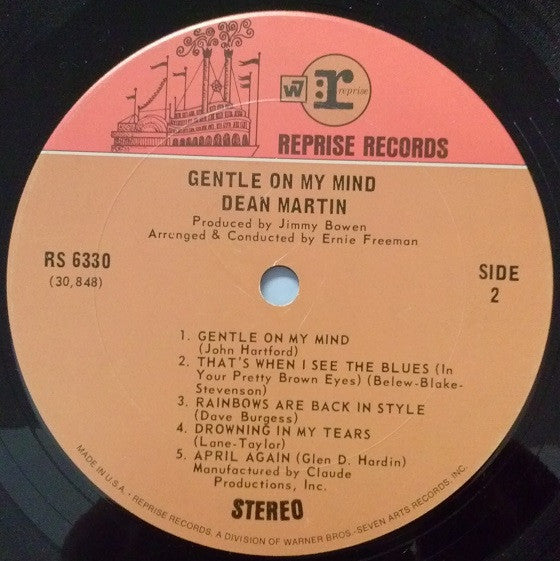 W7
r reprise
REPRISE RECORDS
GENTLE ON MY MIND
DEAN MARTIN
Produced by Jimmy Bowen
Arranged & Conducted by Ernie Freeman
RS 6330
(30,848)
SIDE
2
1. GENTLE ON MY MIND
(John Hartford)
2. THAT'S WHEN I SEE THE BLUES (In
Your Pretty Brown Eyes) (Belew-Blake-
Stevenson)
3. RAINBOWS ARE BACK IN STYLE
(Dave Burgess)
4. DROWNING IN MY TEARS
(Lane-Taylor)
5. APRIL AGAIN (Glen D. Hardin)
Manufactured by Claude
Productions, Inc.
STEREO
MADE IN U.S.A. • REPRISE RECORDS, A DIVISION OF WARNER BROS.-SEVEN ARTS RECORDS, INC.